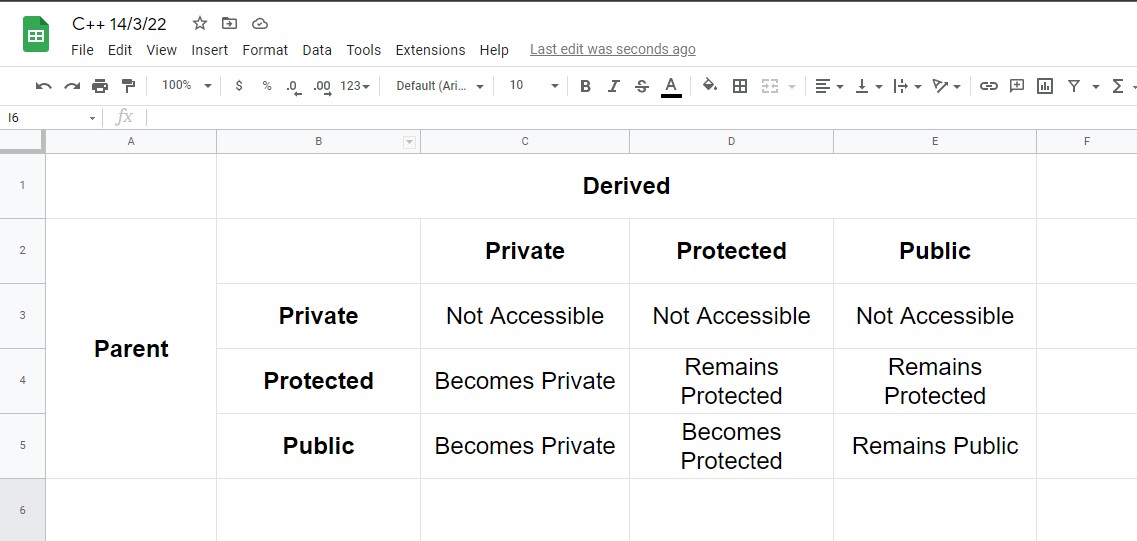 C++ 14/3/22
File Edit View Insert Format Data Tools Extensions Help Last edit was seconds ago
100% $ % .0 .00 123 Default (Ari... 10 B I S A
I6 fx
A B C D E F
1 Derived
2 Private Protected Public
3 Private Not Accessible Not Accessible Not Accessible
Parent
4 Protected Becomes Private Remains Protected Remains Protected
5 Public Becomes Private Becomes Protected Remains Public
6